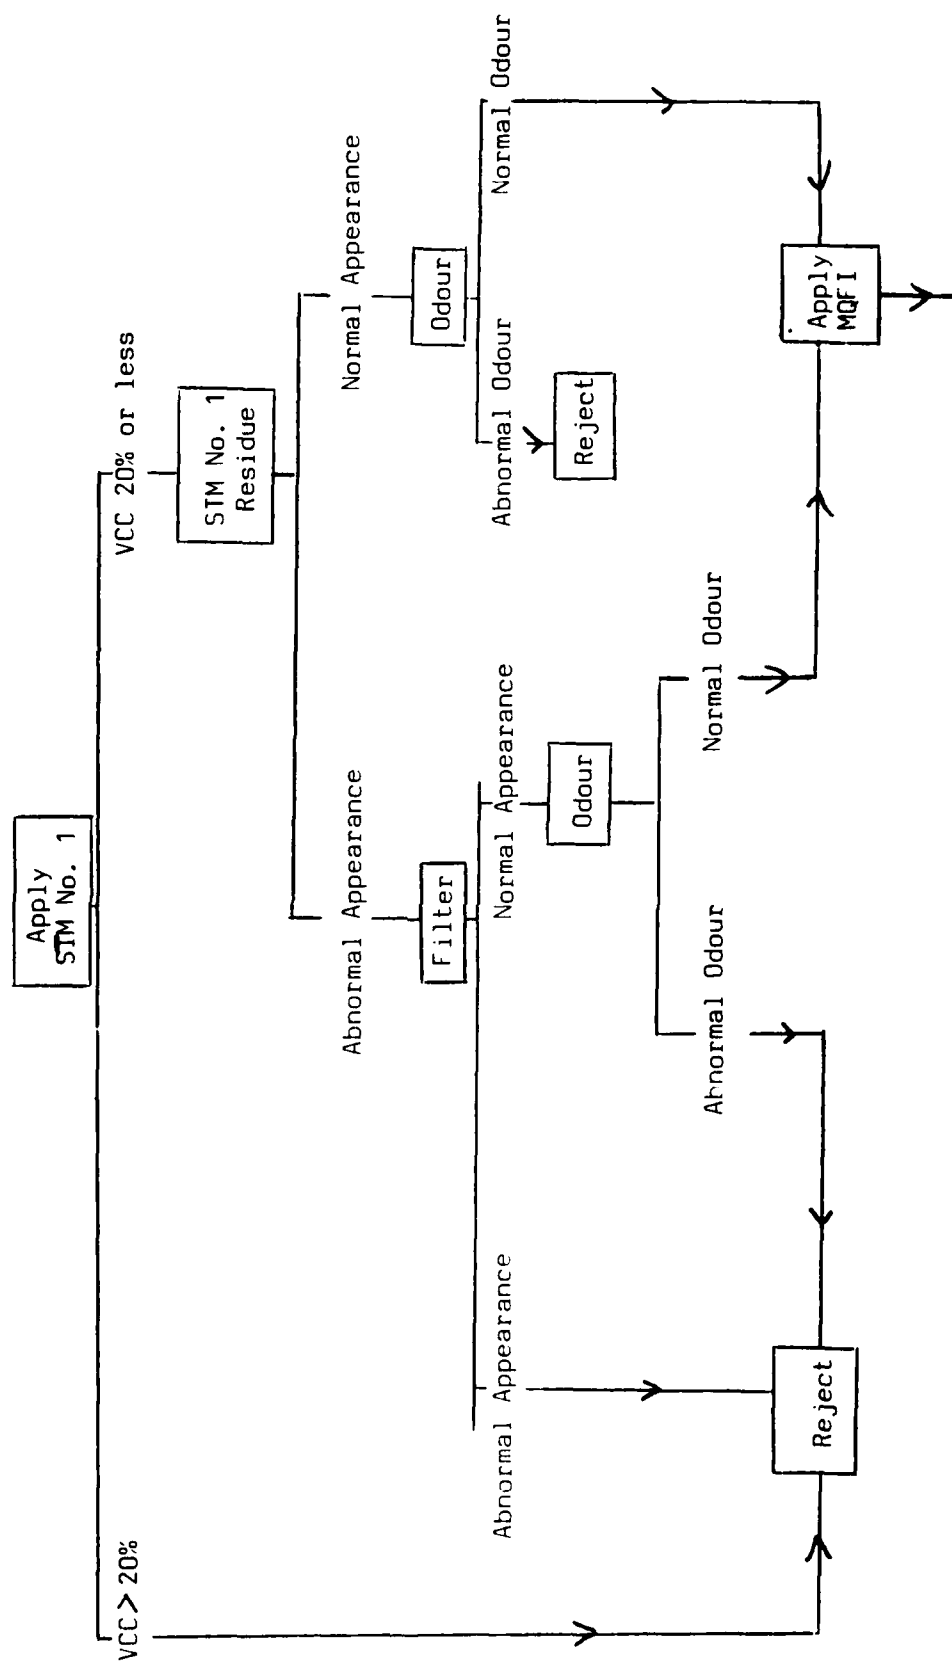 Apply
STM No. 1
VCC > 20%
VCC 20% or less
STM No. 1
Residue
Abnormal Appearance
Normal Appearance
Filter
Odour
Abnormal Appearance
Normal Appearance
Abnormal Odour
Normal Odour
Odour
Reject
Abnormal Odour
Normal Odour
Reject
Apply
MQFI